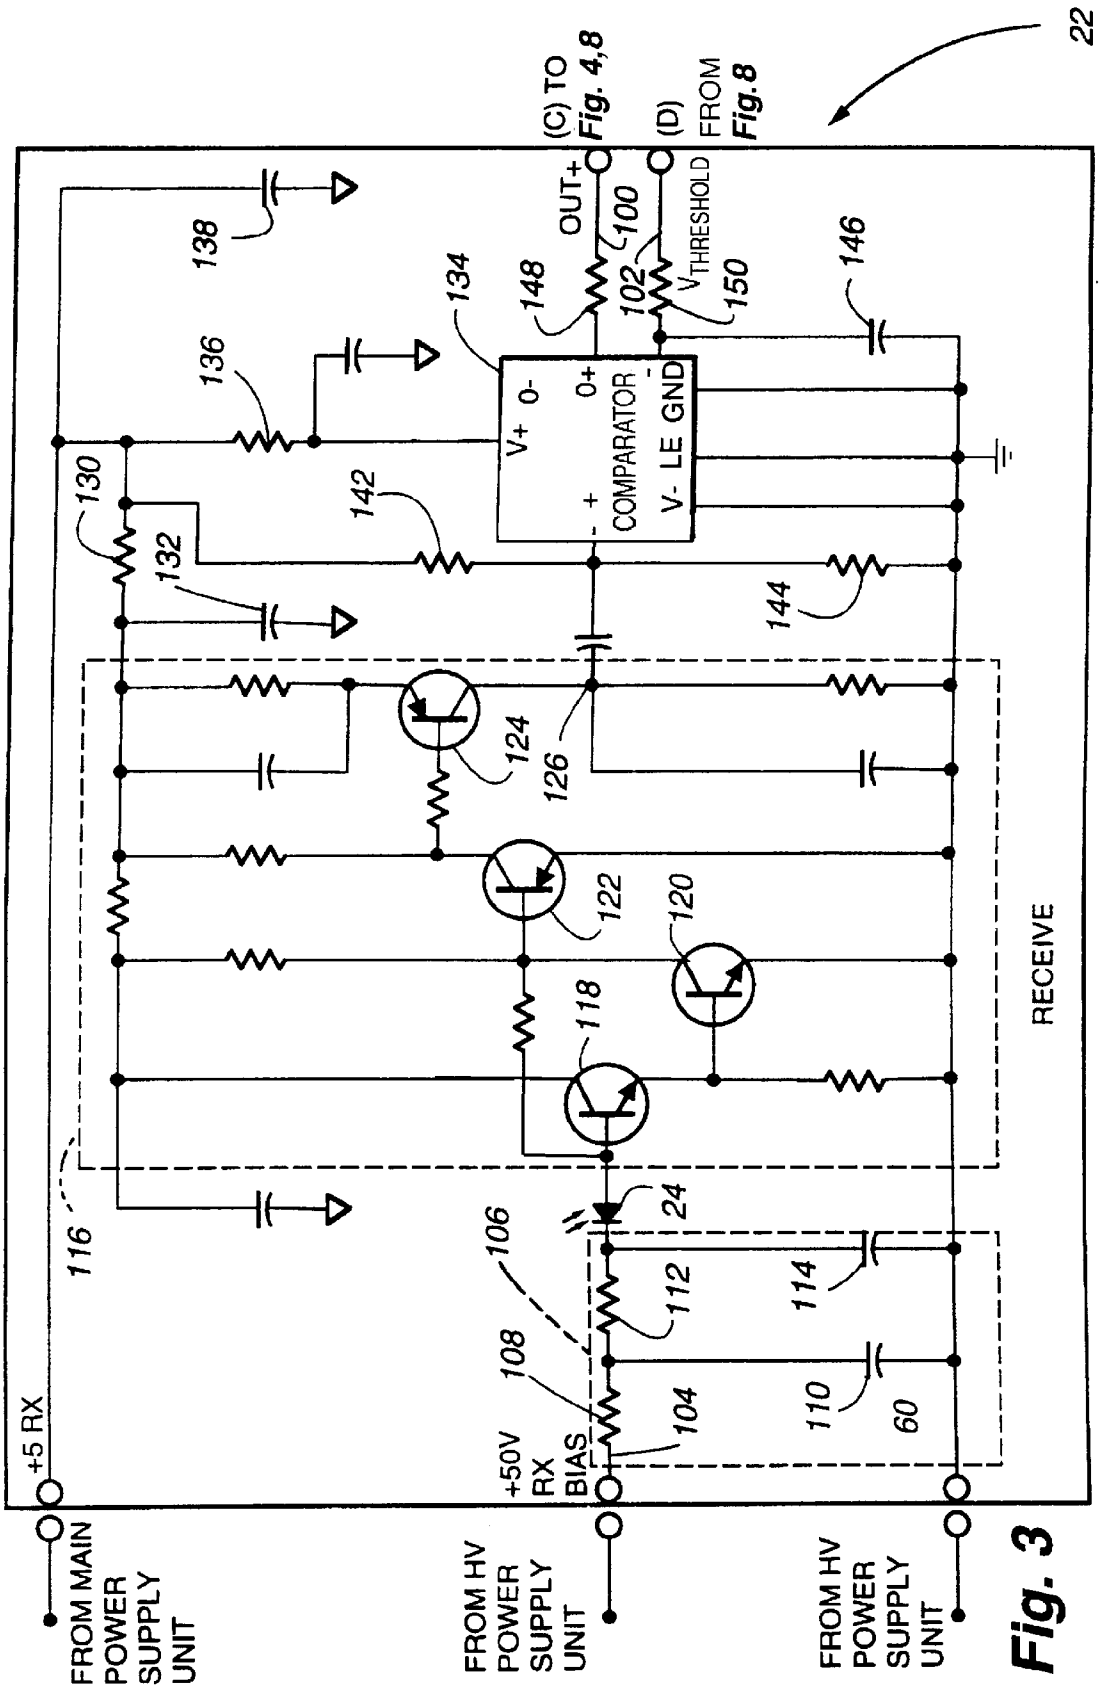 22
(C) TO
Fig. 4,8
(D)
FROM
Fig.8
OUT+
100
102
VTHRESHOLD
138
134
148
150
146
136
V+
O-
O+
-
COMPARATOR
- +
V- LE GND
130
142
132
144
124
126
122
120
118
RECEIVE
116
24
106
112
114
108
104
110
60
+5 RX
+50V
RX
BIAS
FROM MAIN
POWER
SUPPLY
UNIT
FROM HV
POWER
SUPPLY
UNIT
FROM HV
POWER
SUPPLY
UNIT
Fig. 3